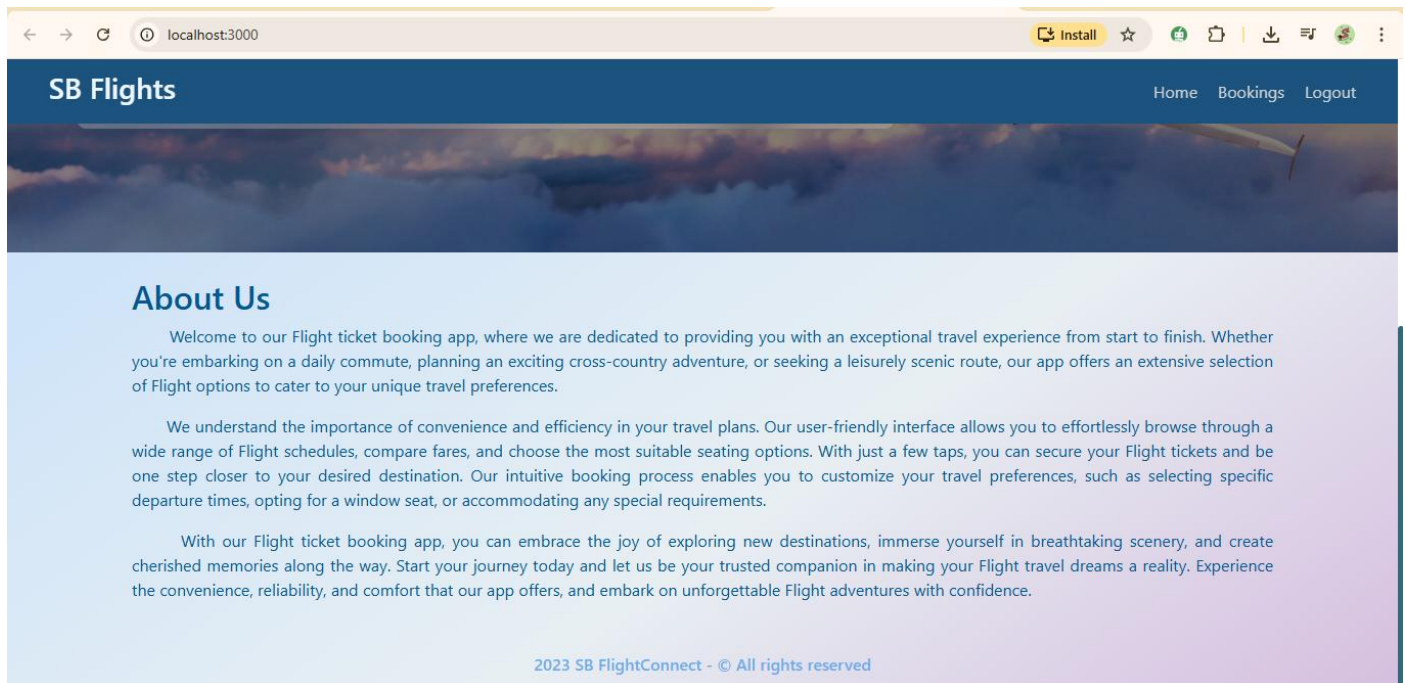 localhost:3000
Install
SB Flights
Home Bookings Logout
About Us
Welcome to our Flight ticket booking app, where we are dedicated to providing you with an exceptional travel experience from start to finish. Whether
you're embarking on a daily commute, planning an exciting cross-country adventure, or seeking a leisurely scenic route, our app offers an extensive selection
of Flight options to cater to your unique travel preferences.
We understand the importance of convenience and efficiency in your travel plans. Our user-friendly interface allows you to effortlessly browse through a
wide range of Flight schedules, compare fares, and choose the most suitable seating options. With just a few taps, you can secure your Flight tickets and be
one step closer to your desired destination. Our intuitive booking process enables you to customize your travel preferences, such as selecting specific
departure times, opting for a window seat, or accommodating any special requirements.
With our Flight ticket booking app, you can embrace the joy of exploring new destinations, immerse yourself in breathtaking scenery, and create
cherished memories along the way. Start your journey today and let us be your trusted companion in making your Flight travel dreams a reality. Experience
the convenience, reliability, and comfort that our app offers, and embark on unforgettable Flight adventures with confidence.
2023 SB FlightConnect - © All rights reserved